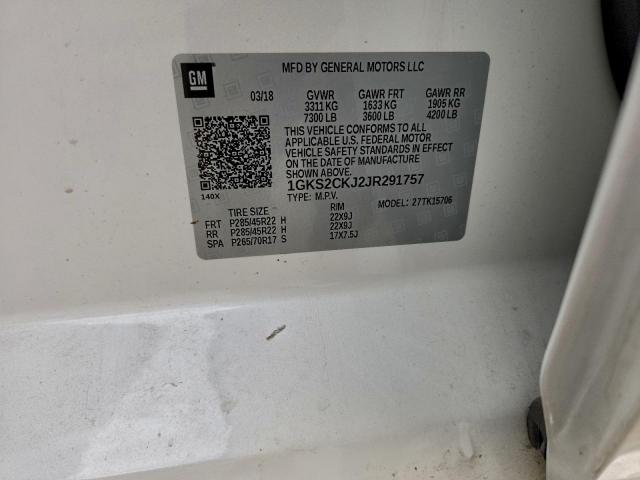 GM
MFD BY GENERAL MOTORS LLC
03/18 GVWR GAWR FRT GAWR RR
3311 KG 1633 KG 1905 KG
7300 LB 3600 LB 4200 LB
THIS VEHICLE CONFORMS TO ALL
APPLICABLE U.S. FEDERAL MOTOR
VEHICLE SAFETY STANDARDS IN EFFECT
ON THE DATE OF MANUFACTURE
SHOWN ABOVE.
140X
1GKS2CKJ2JR291757
TYPE: M.P.V. MODEL: 27TK15706
TIRE SIZE RIM
FRT P285/45R22 H 22X9J
RR P285/45R22 H 22X9J
SPA P265/70R17 S 17X7.5J